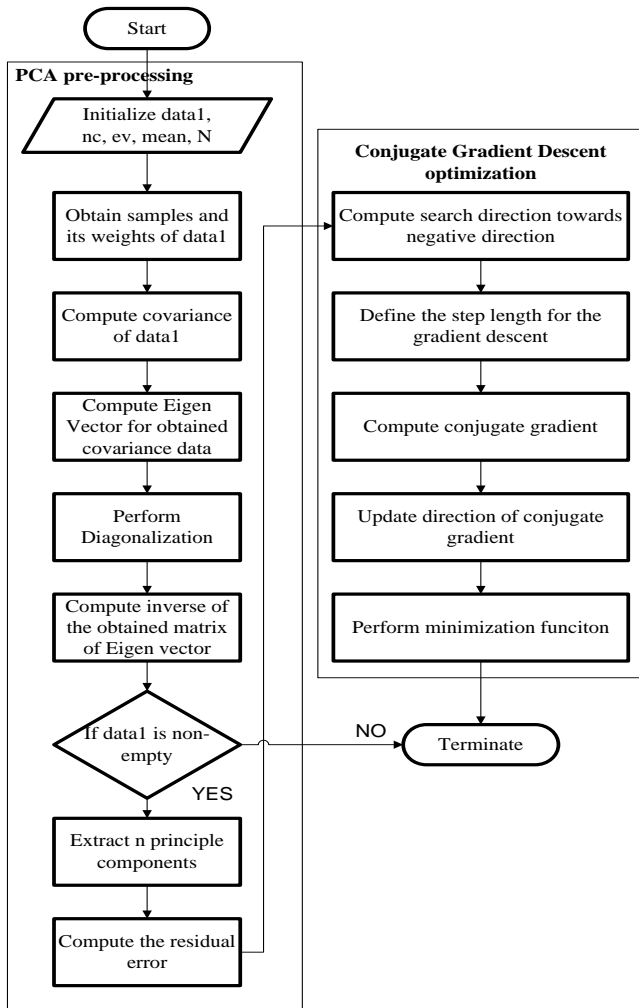 Start
PCA pre-processing
Initialize data1,
nc, ev, mean, N
Obtain samples and
its weights of data1
Compute covariance
of data1
Compute Eigen
Vector for obtained
covariance data
Perform
Diagonalization
Compute inverse of
the obtained matrix
of Eigen vector
If data1 is non-
empty
NO
YES
Extract n principle
components
Compute the residual
error
Conjugate Gradient Descent
optimization
Compute search direction towards
negative direction
Define the step length for the
gradient descent
Compute conjugate gradient
Update direction of conjugate
gradient
Perform minimization funciton
Terminate